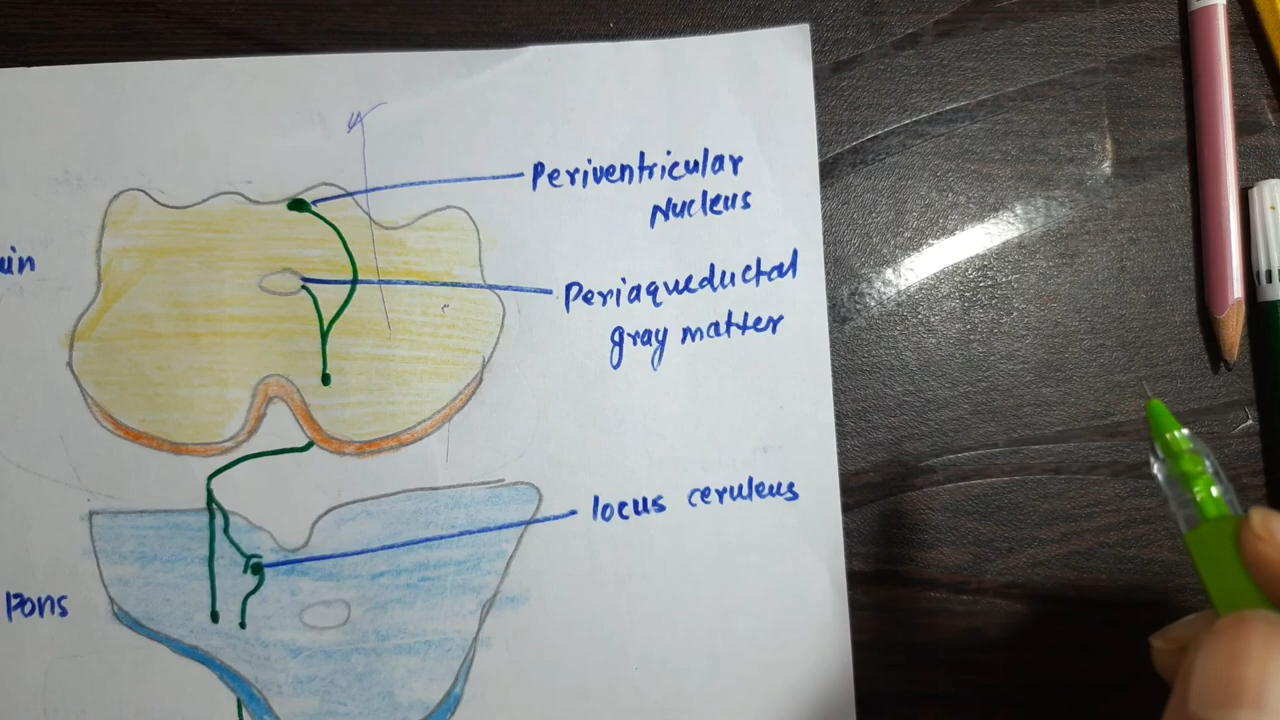 Periventricular
Nucleus
Periaqueductal
gray matter
locus ceruleus
Pons